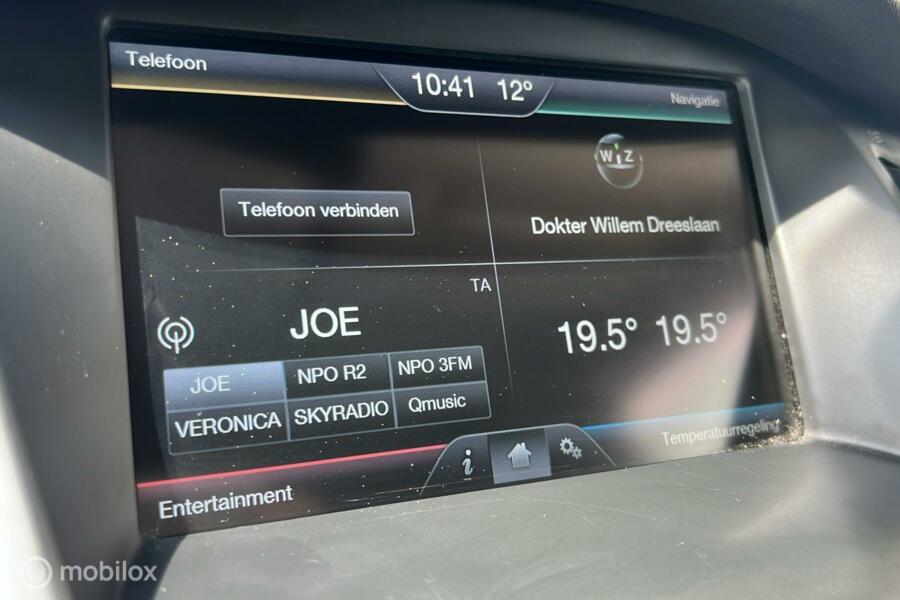 Telefoon
10:41 12°
Navigatie
WiZ
Telefoon verbinden
Dokter Willem Dreeslaan
TA
JOE
19.5° 19.5°
JOE NPO R2 NPO 3FM
VERONICA SKYRADIO Qmusic
i
Temperatuurregeling
Entertainment
mobilox